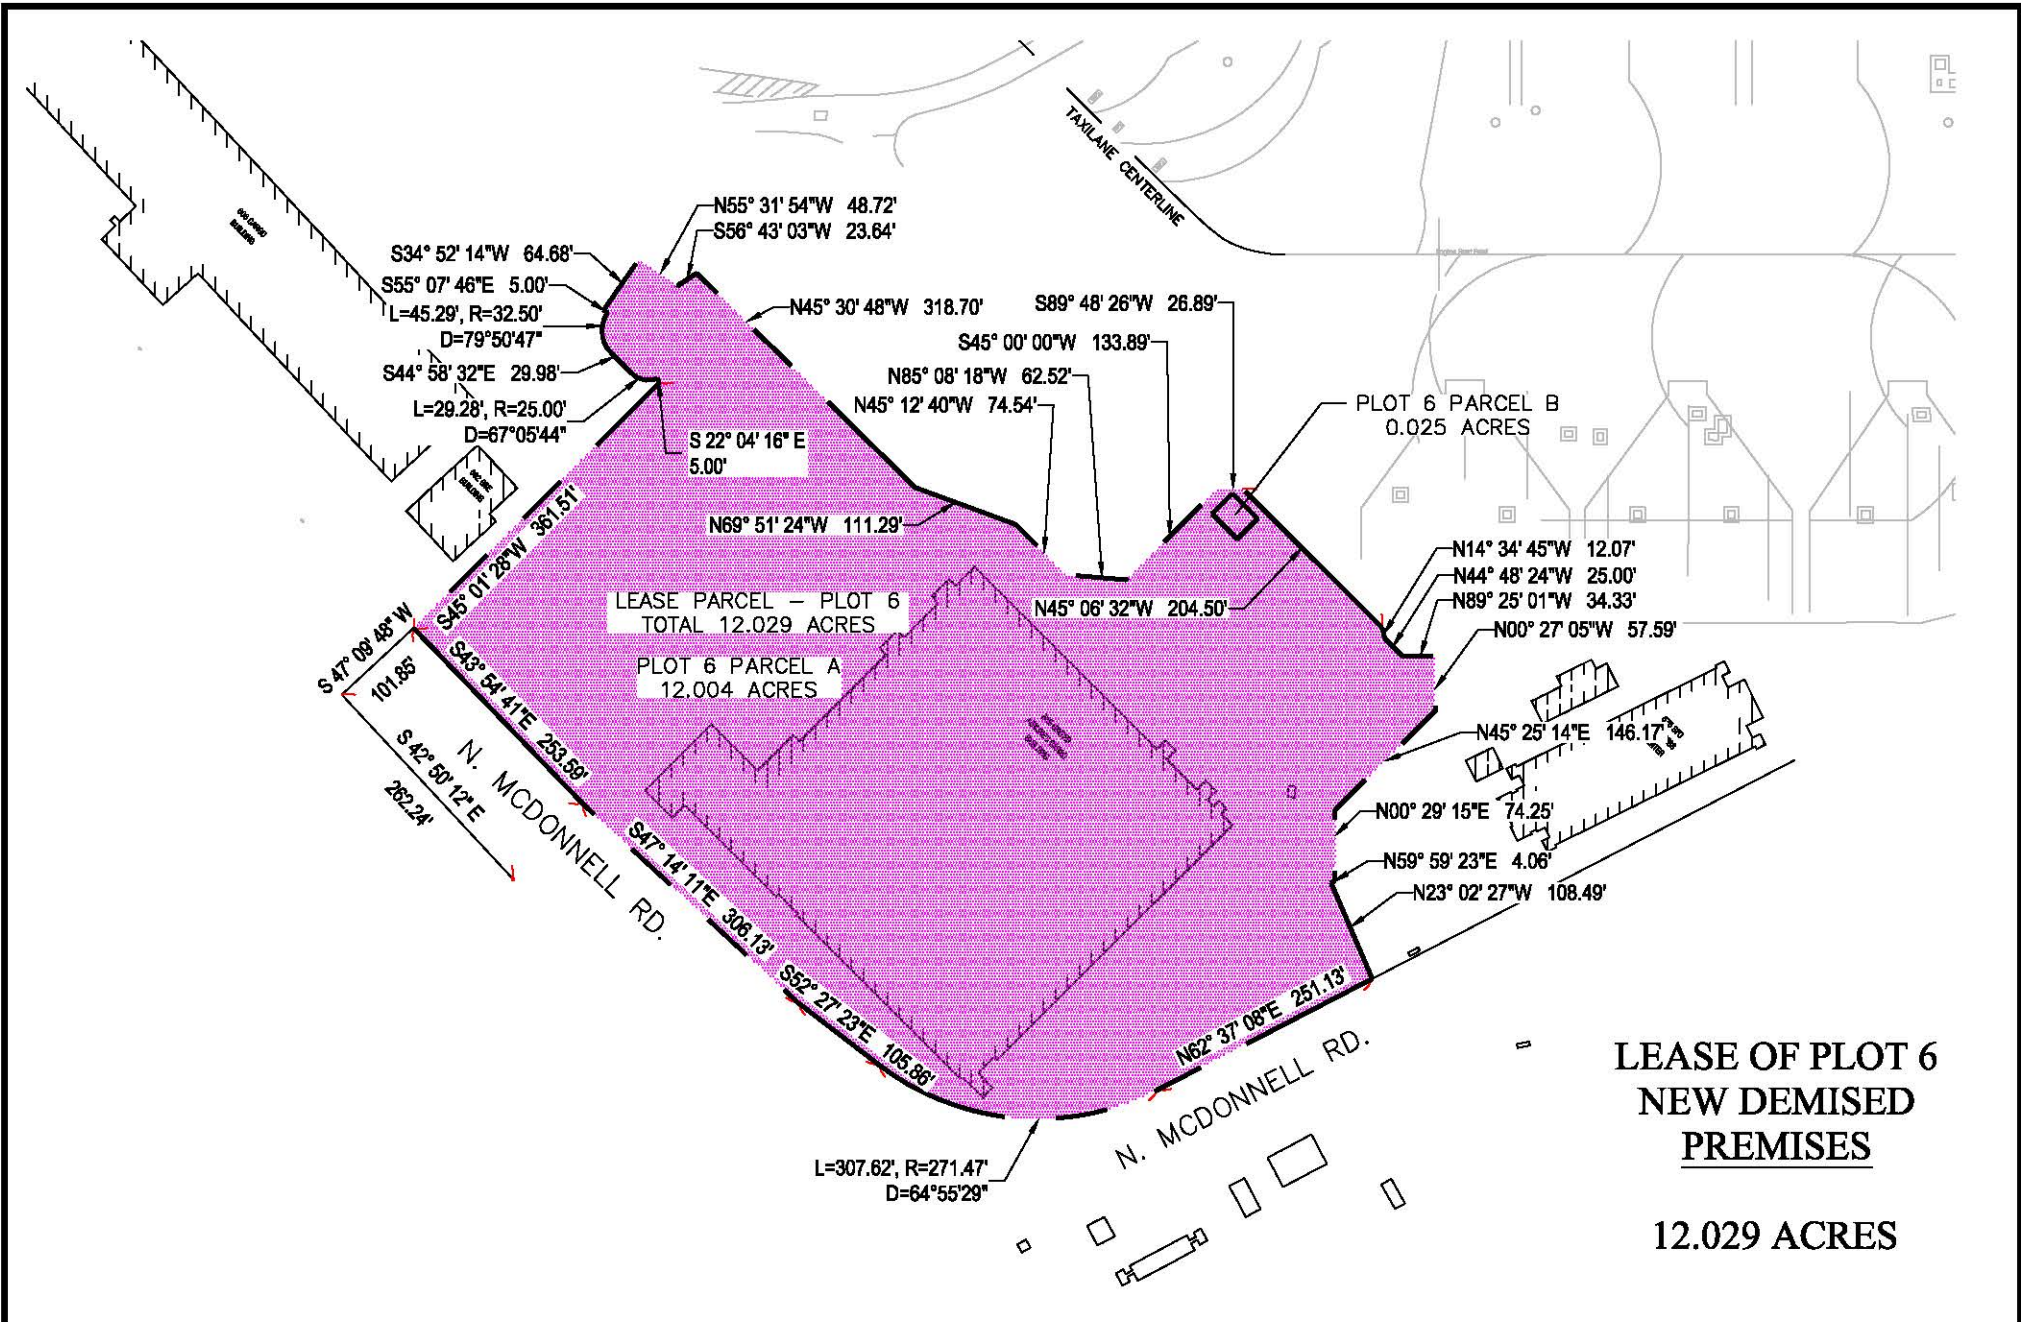 TAXILANE CENTERLINE
N55° 31' 54"W 48.72'
S56° 43' 03"W 23.64'
S34° 52' 14"W 64.68'
S55° 07' 46"E 5.00'
L=45.29', R=32.50'
D=79°50'47"
S44° 58' 32"E 29.98'
L=29.28', R=25.00'
D=67°05'44"
N45° 30' 48"W 318.70'
S89° 48' 26"W 26.89'
S45° 00' 00"W 133.89'
N85° 08' 18"W 62.52'
N45° 12' 40"W 74.54'
PLOT 6 PARCEL B
0.025 ACRES
S 22° 04' 16" E
5.00'
N69° 51' 24"W 111.29'
S45° 01' 28"W 361.51'
N14° 34' 45"W 12.07'
N44° 48' 24"W 25.00'
N89° 25' 01"W 34.33'
N00° 27' 05"W 57.59'
N45° 06' 32"W 204.50'
LEASE PARCEL – PLOT 6
TOTAL 12.029 ACRES
PLOT 6 PARCEL A
12.004 ACRES
S 47° 09' 48" W
101.85'
S43° 54' 41"E 253.59'
S 42° 50' 12" E
262.24'
N. MCDONNELL RD.
N45° 25' 14"E 146.17'
N00° 29' 15"E 74.25'
N59° 59' 23"E 4.06'
N23° 02' 27"W 108.49'
S47° 14' 11"E 306.13'
S52° 27' 23"E 105.86'
N62° 37' 08"E 251.13'
N. MCDONNELL RD.
L=307.62', R=271.47'
D=64°55'29"
LEASE OF PLOT 6
NEW DEMISED
PREMISES
12.029 ACRES